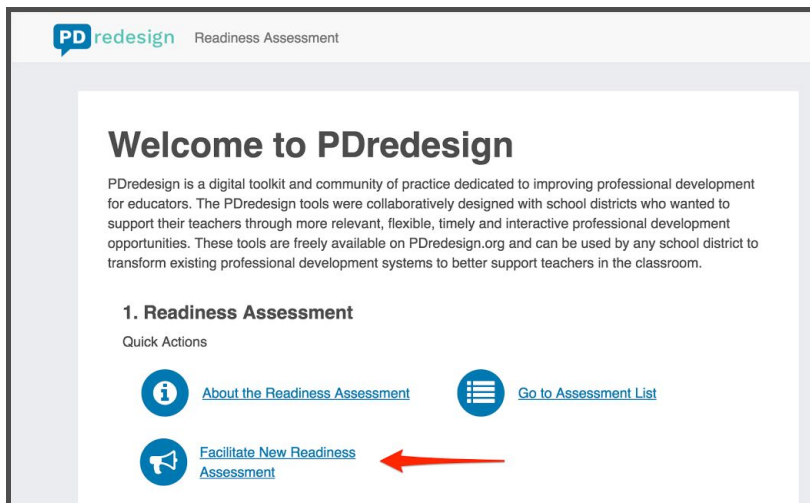 PD redesign Readiness Assessment
Welcome to PDredesign
PDredesign is a digital toolkit and community of practice dedicated to improving professional development
for educators. The PDredesign tools were collaboratively designed with school districts who wanted to
support their teachers through more relevant, flexible, timely and interactive professional development
opportunities. These tools are freely available on PDredesign.org and can be used by any school district to
transform existing professional development systems to better support teachers in the classroom.
1. Readiness Assessment
Quick Actions
About the Readiness Assessment
Go to Assessment List
Facilitate New Readiness
Assessment